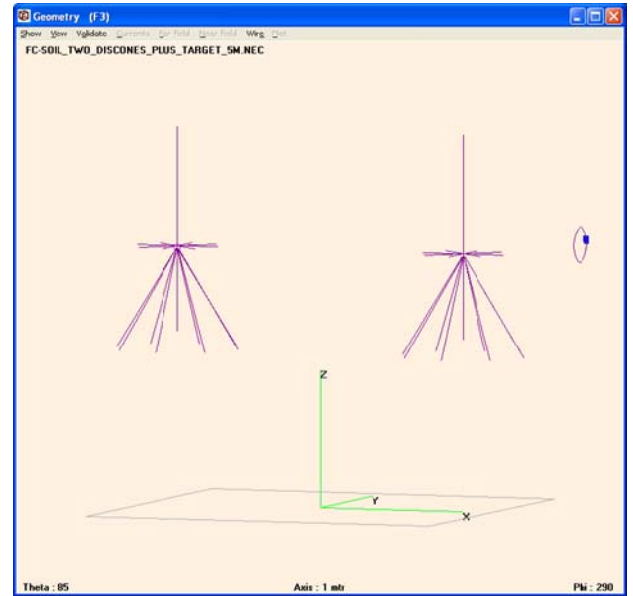 Geometry (F3)
Show View Validate Currents Far field Near field Wire Plot
FC-SOIL_TWO_DISCONES_PLUS_TARGET_5M.NEC
Z
Y
X
Theta : 85 Axis : 1 mtr Phi : 290